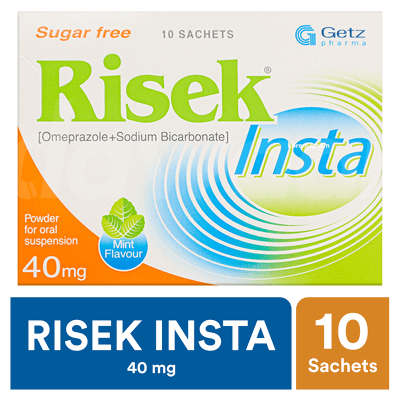 Sugar free
10 SACHETS
Getz
pharma
Risek®
[Omeprazole+Sodium Bicarbonate]
Insta
Powder
for oral
suspension
Mint
Flavour
40mg
RISEK INSTA
40 mg
10
Sachets